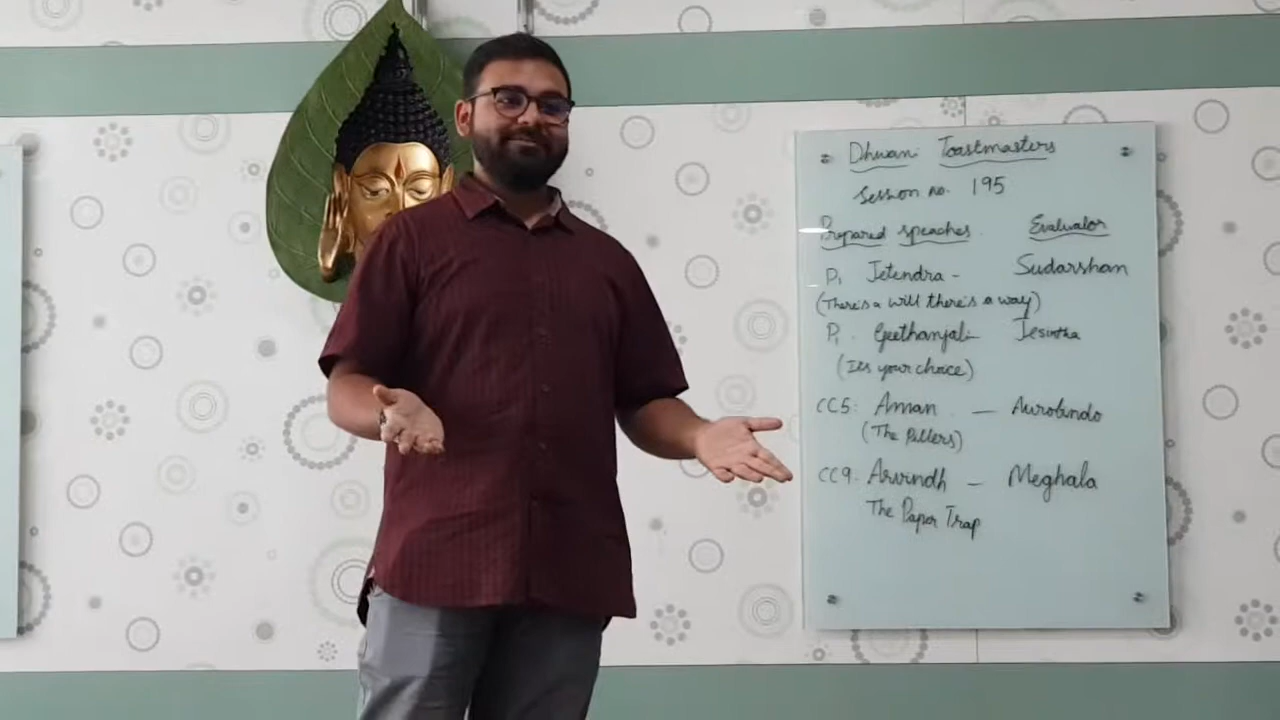 Dhwani Toastmasters
Session no. 195
Prepared speaches. Evaluator
P1 Jetendra - Sudarshan
(There's a will there's a way)
P1. Geethanjali Jesintha
(Its your choice)
CC5: Aman - Aurobindo
(The Pillers)
CC9. Arvindh - Meghala
The Paper Trap